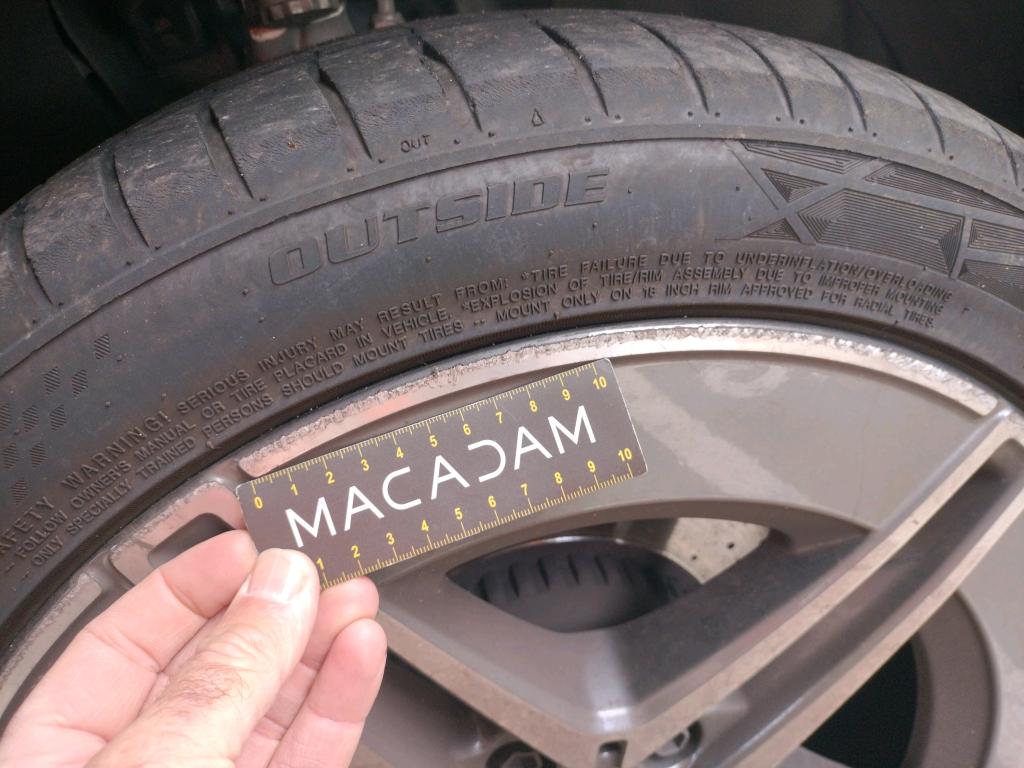 OUT
OUTSIDE
SAFETY WARNING! SERIOUS INJURY MAY RESULT FROM: *TIRE FAILURE DUE TO UNDERINFLATION/OVERLOADING
-- FOLLOW OWNER'S MANUAL OR TIRE PLACARD IN VEHICLE. *EXPLOSION OF TIRE/RIM ASSEMBLY DUE TO IMPROPER MOUNTING
-- ONLY SPECIALLY TRAINED PERSONS SHOULD MOUNT TIRES -- MOUNT ONLY ON 18 INCH RIM APPROVED FOR RADIAL TIRES.
0 1 2 3 4 5 6 7 8 9 10
MACADAM
1 2 3 4 5 6 7 8 9 10